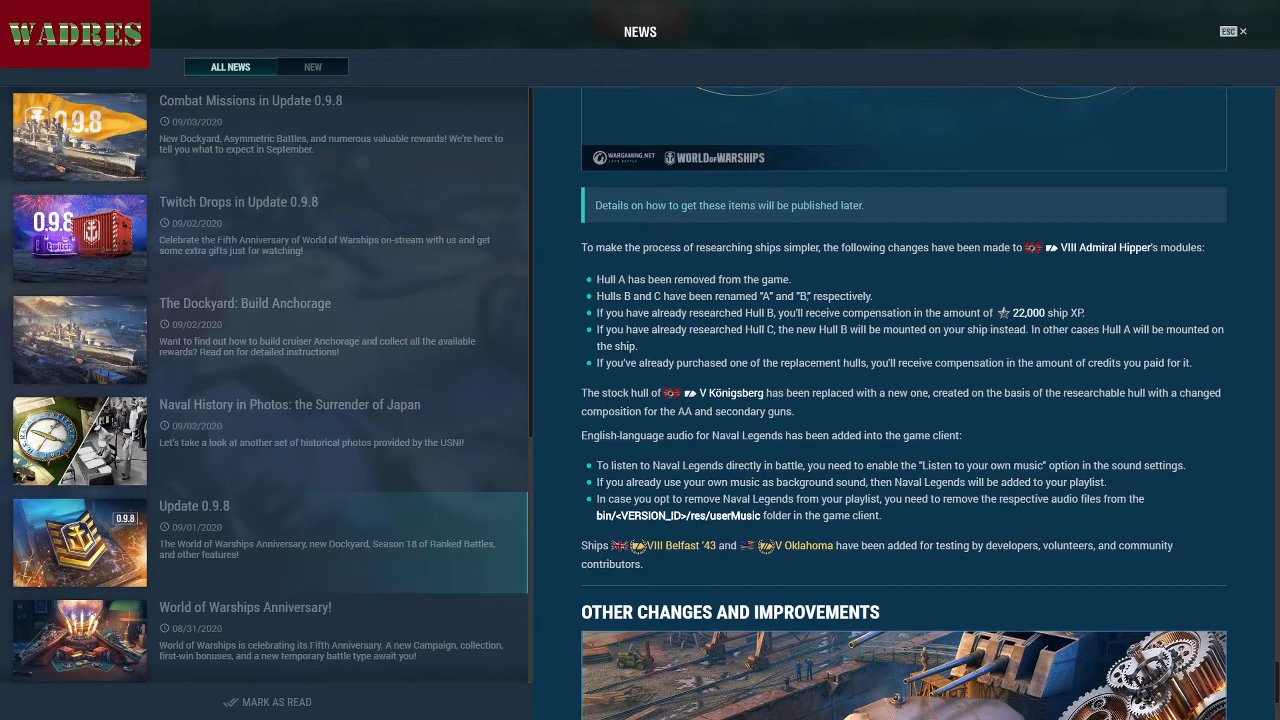 WADRES
NEWS
ESC ×
ALL NEWS
NEW
0.9.8
Combat Missions in Update 0.9.8
09/03/2020
New Dockyard, Asymmetric Battles, and numerous valuable rewards! We're here to
tell you what to expect in September.
0.9.8
Twitch Drops in Update 0.9.8
09/02/2020
Celebrate the Fifth Anniversary of World of Warships on-stream with us and get
some extra gifts just for watching!
The Dockyard: Build Anchorage
09/02/2020
Want to find out how to build cruiser Anchorage and collect all the available
rewards? Read on for detailed instructions!
Naval History in Photos: the Surrender of Japan
09/02/2020
Let's take a look at another set of historical photos provided by the USNI!
0.9.8
Update 0.9.8
09/01/2020
The World of Warships Anniversary, new Dockyard, Season 18 of Ranked Battles,
and other features!
World of Warships Anniversary!
08/31/2020
World of Warships is celebrating its Fifth Anniversary. A new Campaign, collection,
first-win bonuses, and a new temporary battle type await you!
MARK AS READ
WARGAMING.NET
LET'S BATTLE
WORLD OF WARSHIPS
Details on how to get these items will be published later.
To make the process of researching ships simpler, the following changes have been made to VIII Admiral Hipper's modules:
Hull A has been removed from the game.
Hulls B and C have been renamed "A" and "B," respectively.
If you have already researched Hull B, you'll receive compensation in the amount of 22,000 ship XP.
If you have already researched Hull C, the new Hull B will be mounted on your ship instead. In other cases Hull A will be mounted on
the ship.
If you've already purchased one of the replacement hulls, you'll receive compensation in the amount of credits you paid for it.
The stock hull of V Königsberg has been replaced with a new one, created on the basis of the researchable hull with a changed
composition for the AA and secondary guns.
English-language audio for Naval Legends has been added into the game client:
To listen to Naval Legends directly in battle, you need to enable the "Listen to your own music" option in the sound settings.
If you already use your own music as background sound, then Naval Legends will be added to your playlist.
In case you opt to remove Naval Legends from your playlist, you need to remove the respective audio files from the
bin/<VERSION_ID>/res/userMusic folder in the game client.
Ships VIII Belfast '43 and V Oklahoma have been added for testing by developers, volunteers, and community
contributors.
OTHER CHANGES AND IMPROVEMENTS